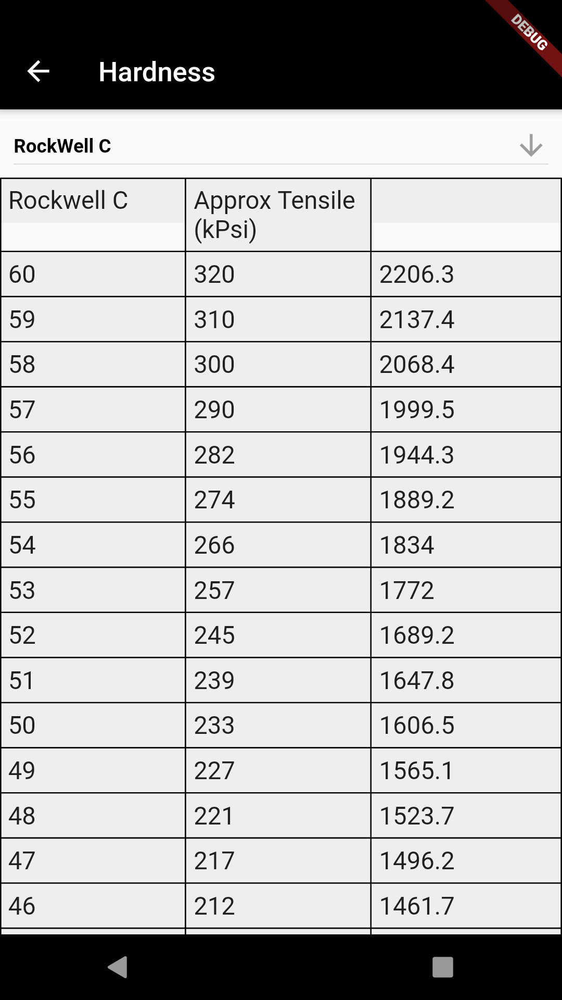 DEBUG
Hardness
RockWell C
Rockwell C Approx Tensile
(kPsi)
60 320 2206.3
59 310 2137.4
58 300 2068.4
57 290 1999.5
56 282 1944.3
55 274 1889.2
54 266 1834
53 257 1772
52 245 1689.2
51 239 1647.8
50 233 1606.5
49 227 1565.1
48 221 1523.7
47 217 1496.2
46 212 1461.7